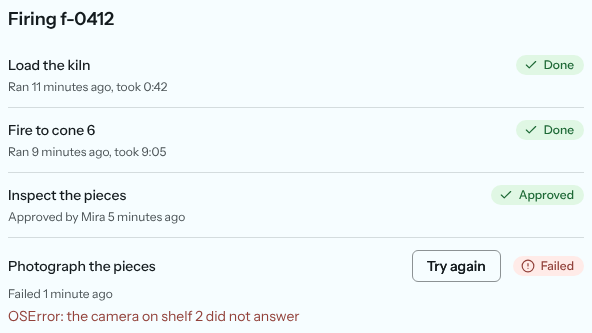 Firing f-0412
Load the kiln
Done
Ran 11 minutes ago, took 0:42
Fire to cone 6
Done
Ran 9 minutes ago, took 9:05
Inspect the pieces
Approved
Approved by Mira 5 minutes ago
Photograph the pieces
Try again
Failed
Failed 1 minute ago
OSError: the camera on shelf 2 did not answer